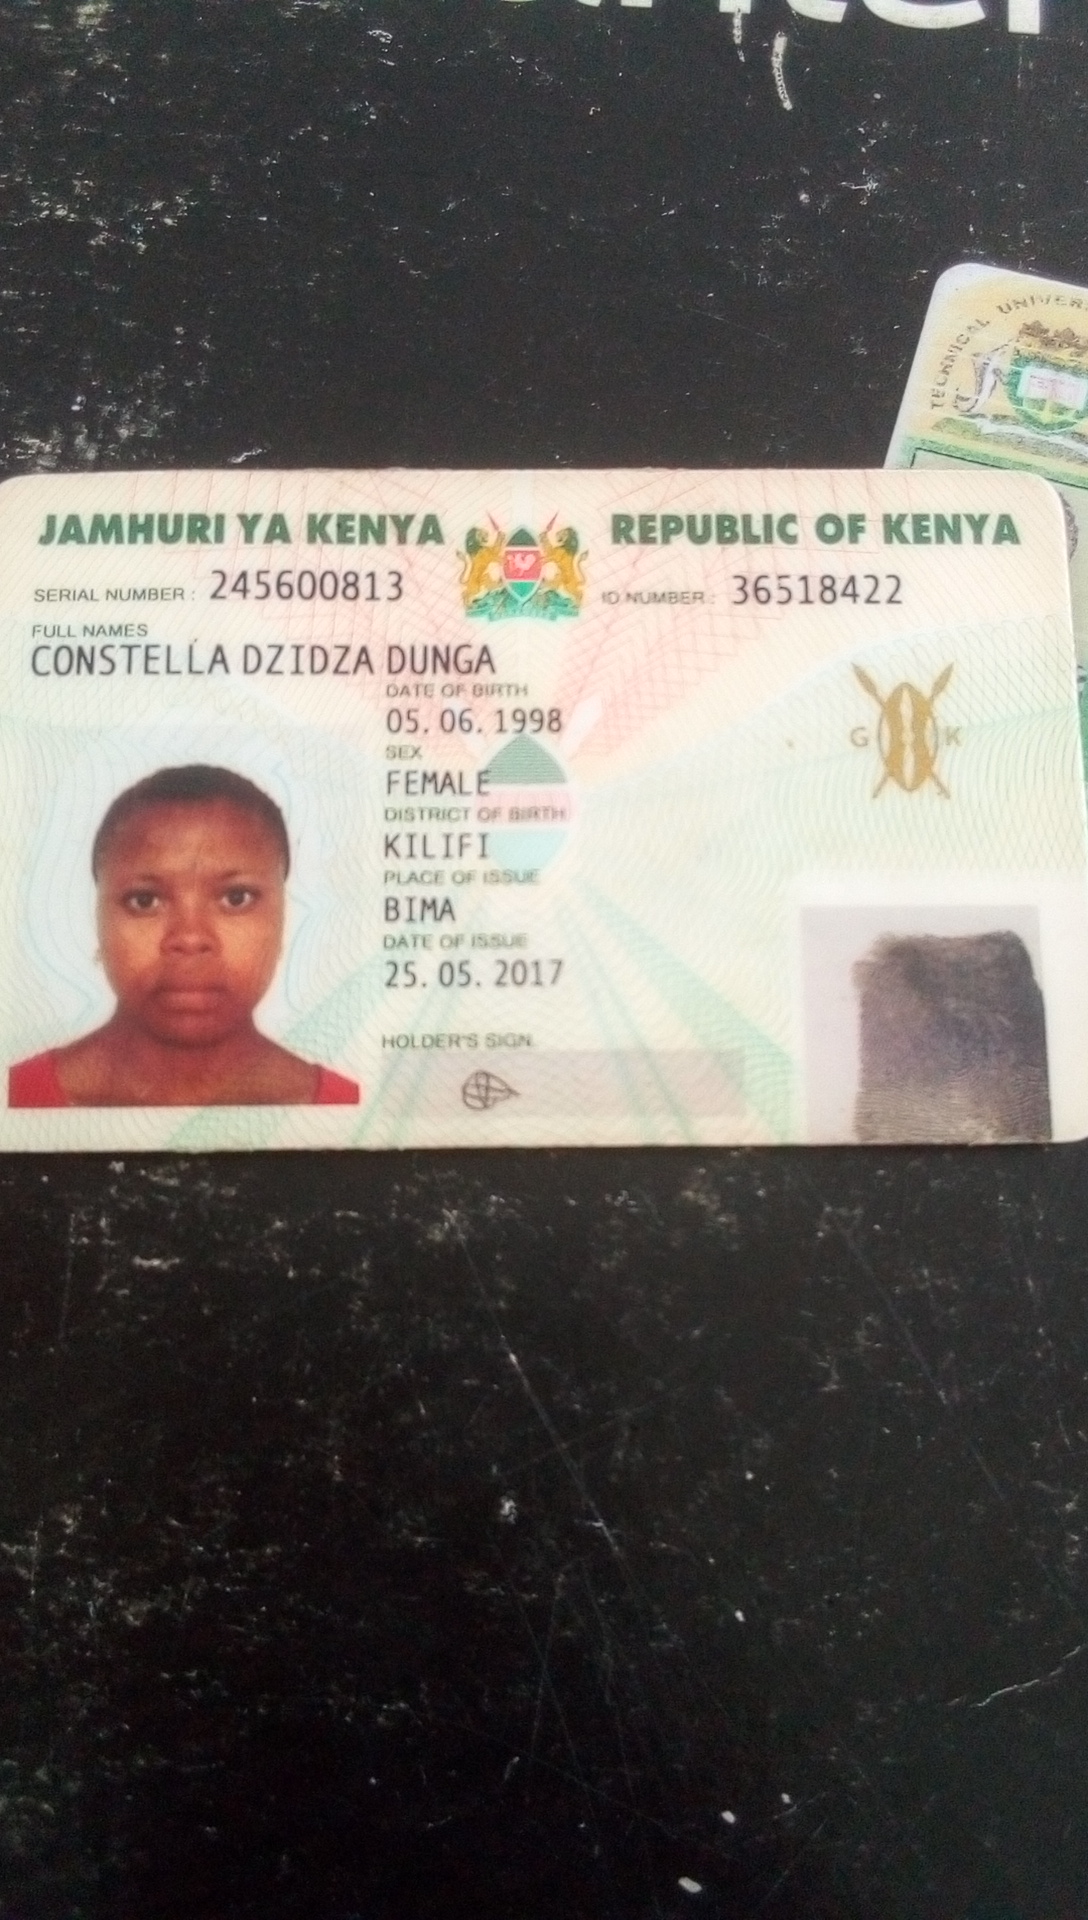 TECHNICAL
JAMHURI YA KENYA REPUBLIC OF KENYA
SERIAL NUMBER : 245600813 ID NUMBER : 36518422
FULL NAMES
CONSTELLA DZIDZA DUNGA
DATE OF BIRTH
05. 06. 1998
SEX
FEMALE
G K
DISTRICT OF BIRTH
KILIFI
PLACE OF ISSUE
BIMA
DATE OF ISSUE
25. 05. 2017
HOLDER'S SIGN.